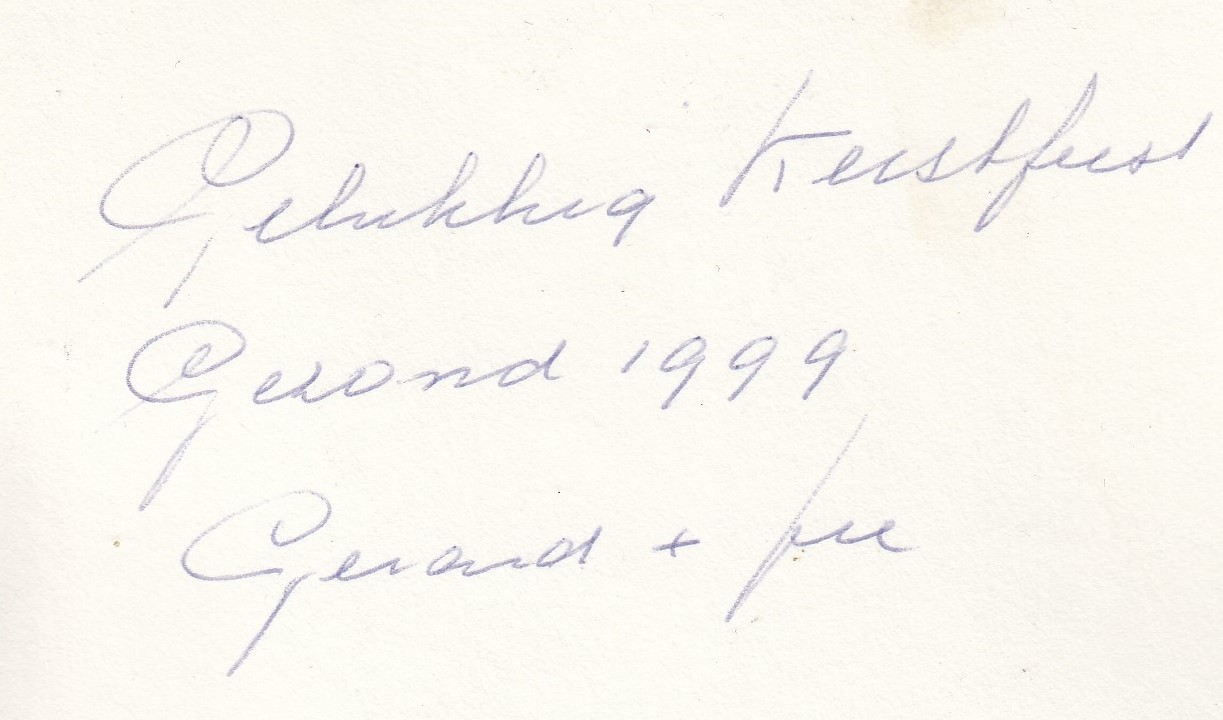 Gelukkig Kerstfeest
Gezond 1999
Gerard +